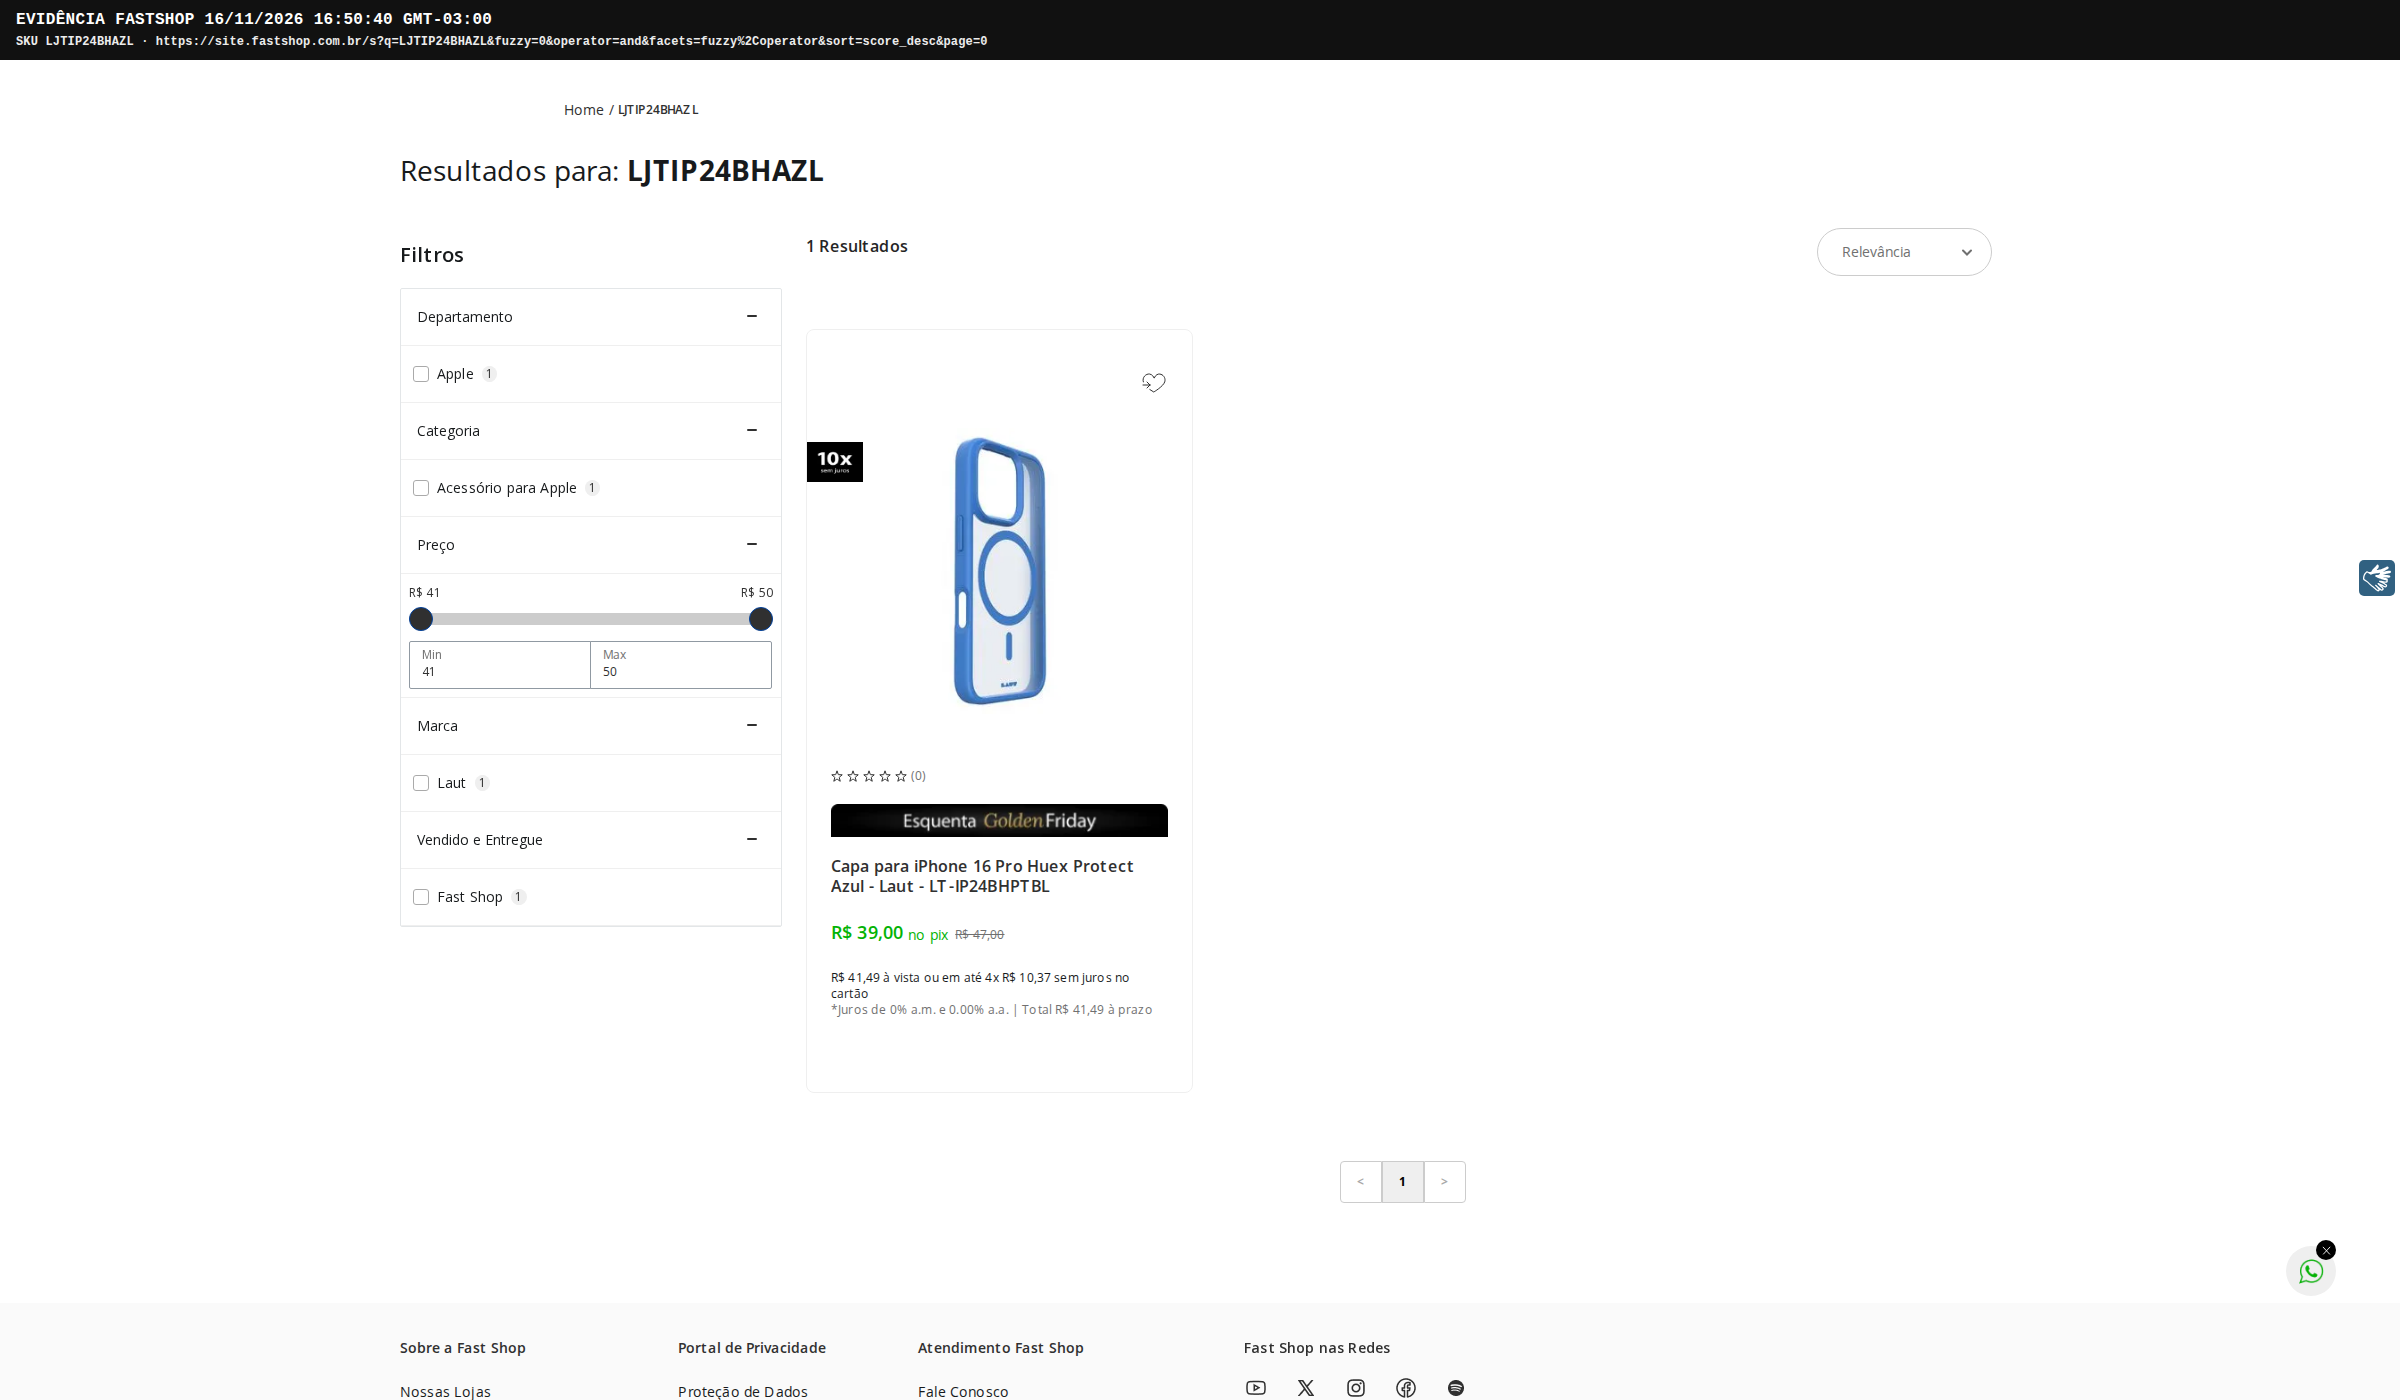 EVIDÊNCIA FASTSHOP 16/11/2026 16:50:40 GMT-03:00
SKU LJTIP24BHAZL · https://site.fastshop.com.br/s?q=LJTIP24BHAZL&fuzzy=0&operator=and&facets=fuzzy%2Coperator&sort=score_desc&page=0
Home / LJTIP24BHAZL
Resultados para: LJTIP24BHAZL
Filtros
1 Resultados
Relevância
Departamento
Apple 1
Categoria
Acessório para Apple 1
Preço
R$ 41 R$ 50
Min
41
Max
50
Marca
Laut 1
Vendido e Entregue
Fast Shop 1
10x
sem juros
LAUT
(0)
Esquenta Golden Friday
Capa para iPhone 16 Pro Huex Protect
Azul - Laut - LT-IP24BHPTBL
R$ 39,00 no pix R$ 47,00
R$ 41,49 à vista ou em até 4x R$ 10,37 sem juros no
cartão
*Juros de 0% a.m. e 0.00% a.a. | Total R$ 41,49 à prazo
< 1 >
Sobre a Fast Shop
Nossas Lojas
Portal de Privacidade
Proteção de Dados
Atendimento Fast Shop
Fale Conosco
Fast Shop nas Redes